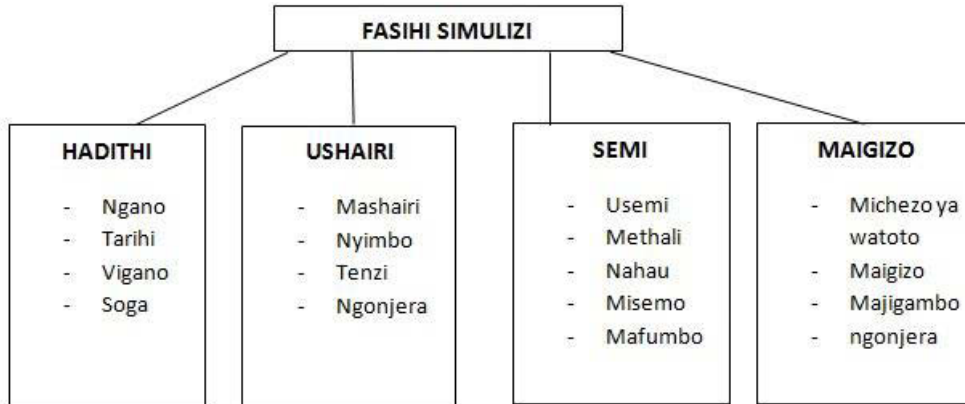 FASIHI SIMULIZI
HADITHI
- Ngano
- Tarihi
- Vigano
- Soga
USHAIRI
- Mashairi
- Nyimbo
- Tenzi
- Ngonjera
SEMI
- Usemi
- Methali
- Nahau
- Misemo
- Mafumbo
MAIGIZO
- Michezo ya
watoto
- Maigizo
- Majigambo
- ngonjera